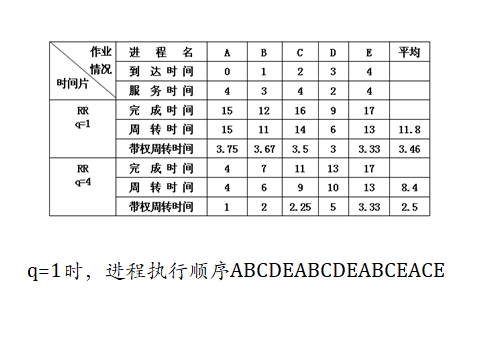 作业情况 进程名 A B C D E 平均
到达时间 0 1 2 3 4
时间片 服务时间 4 3 4 2 4
RR q=1 完成时间 15 12 16 9 17
周转时间 15 11 14 6 13 11.8
带权周转时间 3.75 3.67 3.5 3 3.33 3.46
RR q=4 完成时间 4 7 11 13 17
周转时间 4 6 9 10 13 8.4
带权周转时间 1 2 2.25 5 3.33 2.5
q=1时，进程执行顺序ABCDEABCDEABCEACE